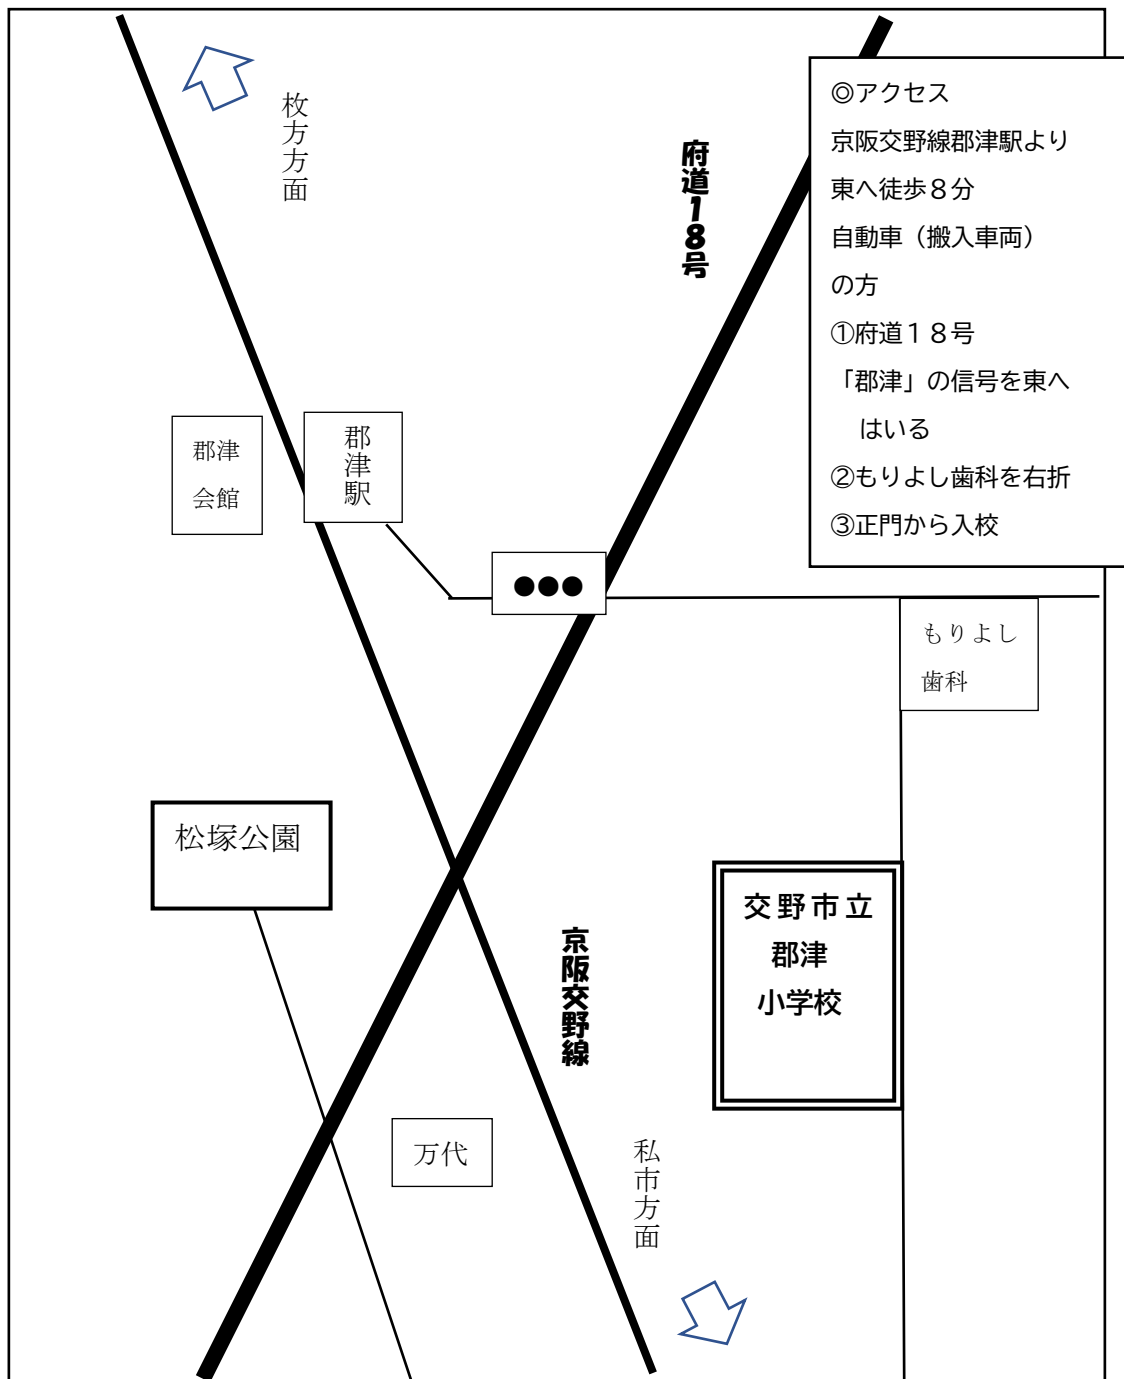 枚方方面
府道18号
◎アクセス
京阪交野線郡津駅より
東へ徒歩８分
自動車（搬入車両）
の方
①府道１８号
「郡津」の信号を東へ
はいる
②もりよし歯科を右折
③正門から入校
郡津
会館
郡津駅
●●●
もりよし
歯科
松塚公園
交野市立
郡津
小学校
京阪交野線
万代
私市方面